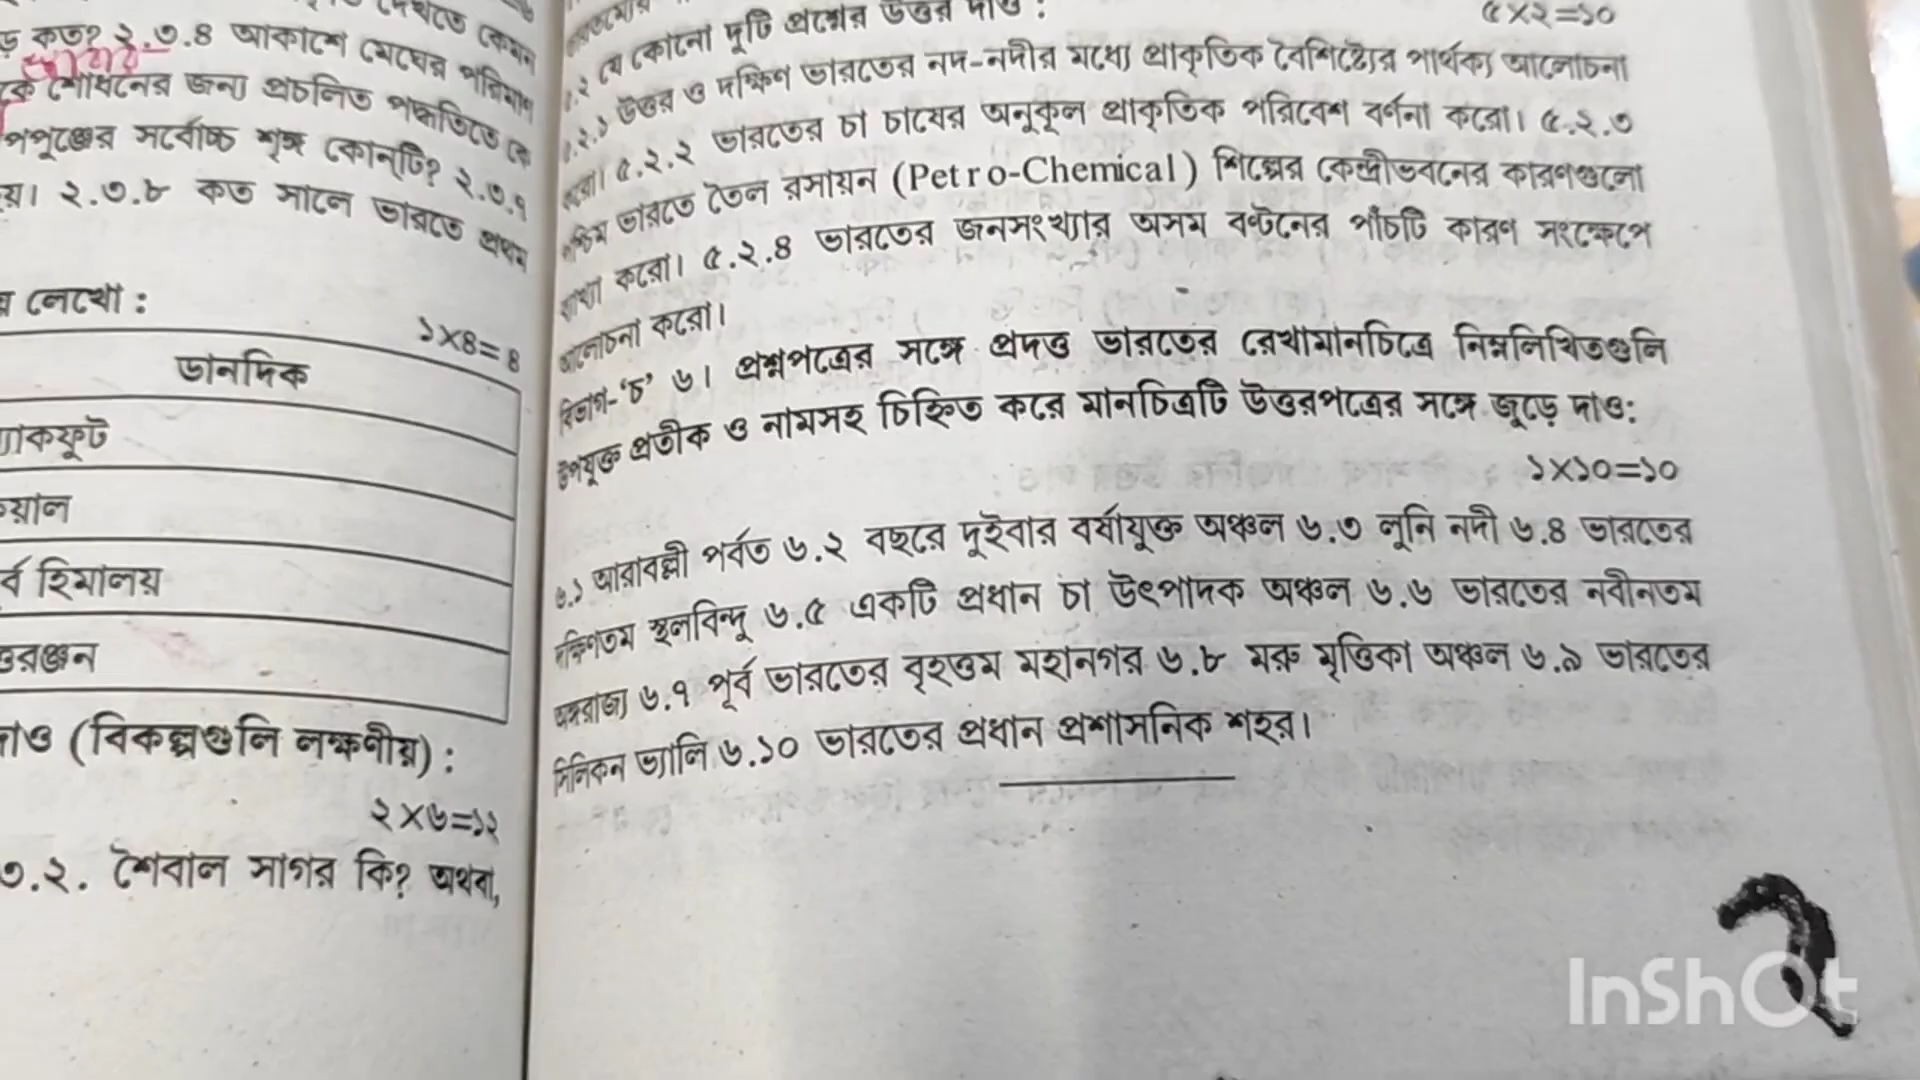 দেখতে কেমন
কত? ২.৩.৪ আকাশে মেঘের পরিমাণ
শোধনের জন্য প্রচলিত পদ্ধতিতে কে
পপুঞ্জের সর্বোচ্চ শৃঙ্গ কোন্‌টি? ২.৩.৭
য়। ২.৩.৮ কত সালে ভারতে প্রথম
লেখো :
১×৪= ৪
ডানদিক
্যাকফুট
য়াল
র্ব হিমালয়
ত্তরঞ্জন
দাও (বিকল্পগুলি লক্ষণীয়) :
২×৬=১২
৩.২. শৈবাল সাগর কি? অথবা,
৫×২=১০
৫.২ যে কোনো দুটি প্রশ্নের উত্তর দাও :
৫.২.১ উত্তর ও দক্ষিণ ভারতের নদ-নদীর মধ্যে প্রাকৃতিক বৈশিষ্ট্যের পার্থক্য আলোচনা
করো। ৫.২.২ ভারতের চা চাষের অনুকূল প্রাকৃতিক পরিবেশ বর্ণনা করো। ৫.২.৩
পশ্চিম ভারতে তৈল রসায়ন (Petro-Chemical) শিল্পের কেন্দ্রীভবনের কারণগুলো
ব্যাখ্যা করো। ৫.২.৪ ভারতের জনসংখ্যার অসম বণ্টনের পাঁচটি কারণ সংক্ষেপে
আলোচনা করো।
বিভাগ-‘চ’ ৬। প্রশ্নপত্রের সঙ্গে প্রদত্ত ভারতের রেখামানচিত্রে নিম্নলিখিতগুলি
উপযুক্ত প্রতীক ও নামসহ চিহ্নিত করে মানচিত্রটি উত্তরপত্রের সঙ্গে জুড়ে দাও:
১×১০=১০
৬.১ আরাবল্লী পর্বত ৬.২ বছরে দুইবার বর্ষাযুক্ত অঞ্চল ৬.৩ লুনি নদী ৬.৪ ভারতের
দক্ষিণতম স্থলবিন্দু ৬.৫ একটি প্রধান চা উৎপাদক অঞ্চল ৬.৬ ভারতের নবীনতম
অঙ্গরাজ্য ৬.৭ পূর্ব ভারতের বৃহত্তম মহানগর ৬.৮ মরু মৃত্তিকা অঞ্চল ৬.৯ ভারতের
সিলিকন ভ্যালি ৬.১০ ভারতের প্রধান প্রশাসনিক শহর।
InShOt